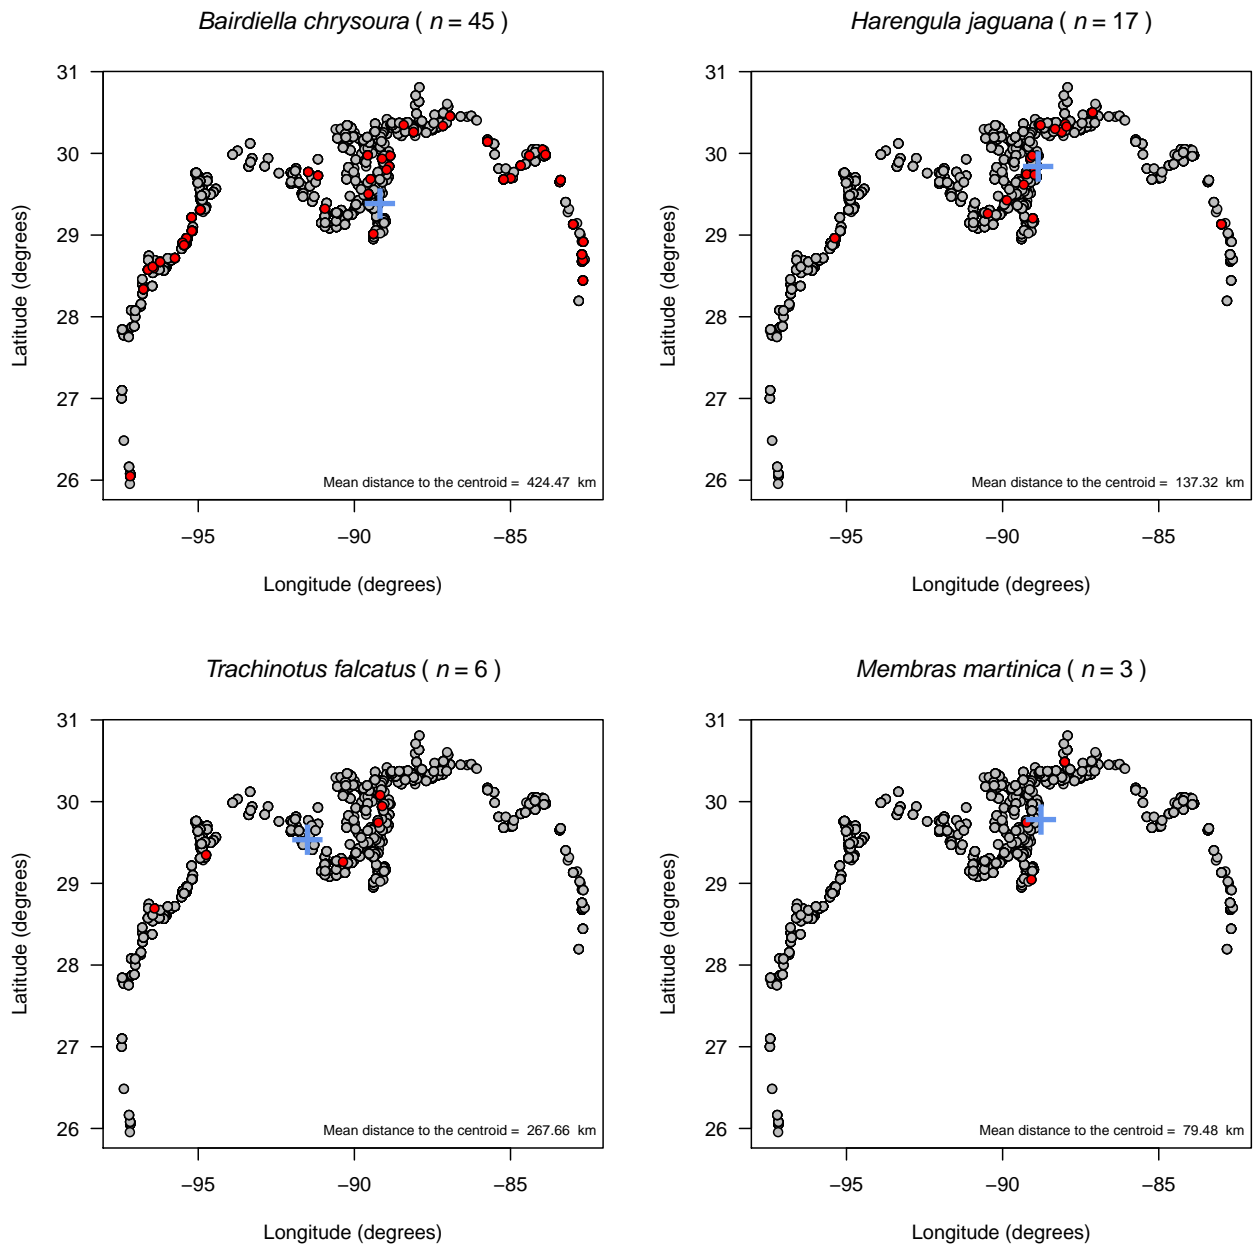 Bairdiella chrysoura ( n = 45 )
31
30
29
28
27
26
Latitude (degrees)
Mean distance to the centroid = 424.47 km
−95
−90
−85
Longitude (degrees)
Harengula jaguana ( n = 17 )
31
30
29
28
27
26
Latitude (degrees)
Mean distance to the centroid = 137.32 km
−95
−90
−85
Longitude (degrees)
Trachinotus falcatus ( n = 6 )
31
30
29
28
27
26
Latitude (degrees)
Mean distance to the centroid = 267.66 km
−95
−90
−85
Longitude (degrees)
Membras martinica ( n = 3 )
31
30
29
28
27
26
Latitude (degrees)
Mean distance to the centroid = 79.48 km
−95
−90
−85
Longitude (degrees)